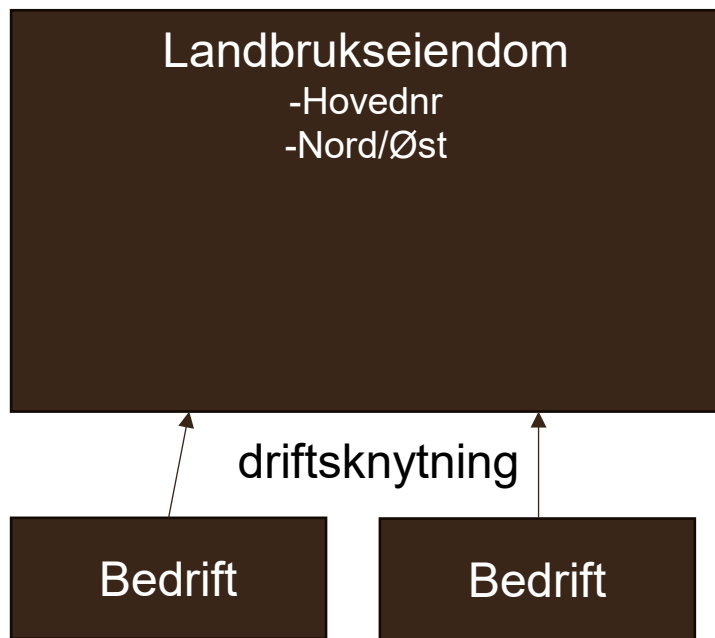 Landbrukseiendom
-Hovednr
-Nord/Øst
driftsknytning
Bedrift
Bedrift